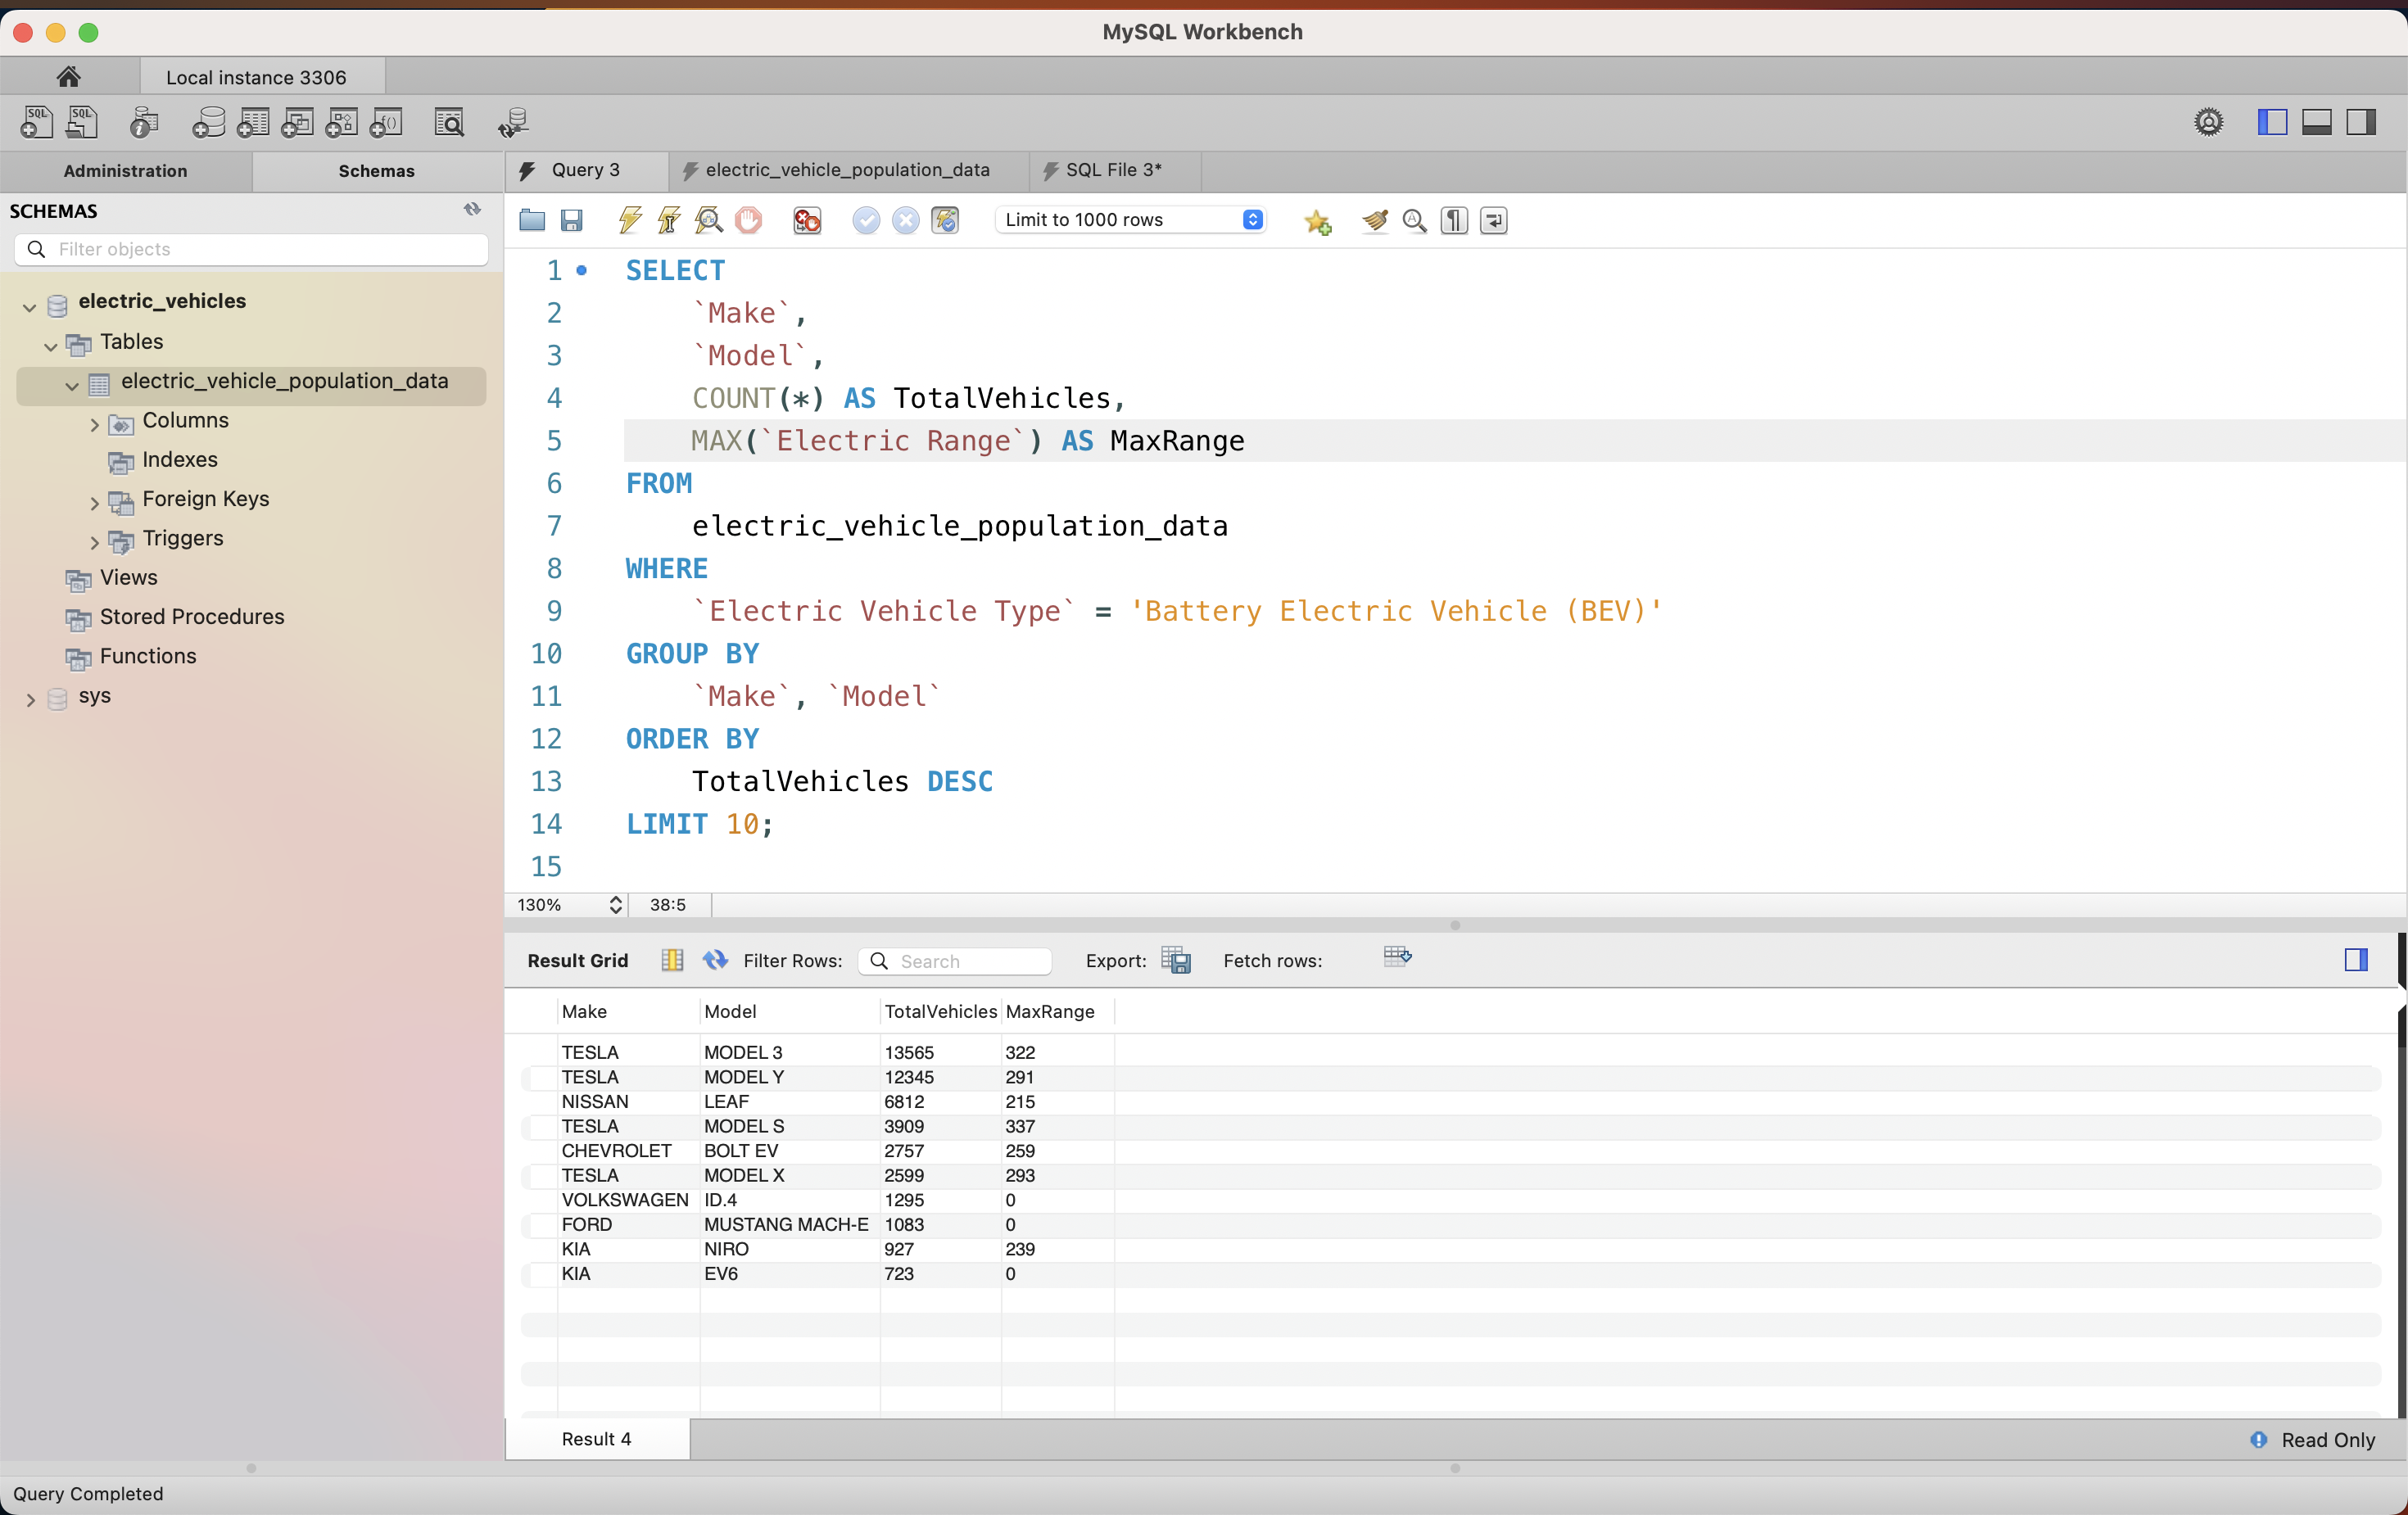 MySQL Workbench
Local instance 3306
Administration
Schemas
Query 3
electric_vehicle_population_data
SQL File 3*
SCHEMAS
Filter objects
electric_vehicles
Tables
electric_vehicle_population_data
Columns
Indexes
Foreign Keys
Triggers
Views
Stored Procedures
Functions
sys
Limit to 1000 rows
1 SELECT
2 `Make`,
3 `Model`,
4 COUNT(*) AS TotalVehicles,
5 MAX(`Electric Range`) AS MaxRange
6 FROM
7 electric_vehicle_population_data
8 WHERE
9 `Electric Vehicle Type` = 'Battery Electric Vehicle (BEV)'
10 GROUP BY
11 `Make`, `Model`
12 ORDER BY
13 TotalVehicles DESC
14 LIMIT 10;
15
130% 38:5
Result Grid Filter Rows: Search Export: Fetch rows:
Make Model TotalVehicles MaxRange
TESLA MODEL 3 13565 322
TESLA MODEL Y 12345 291
NISSAN LEAF 6812 215
TESLA MODEL S 3909 337
CHEVROLET BOLT EV 2757 259
TESLA MODEL X 2599 293
VOLKSWAGEN ID.4 1295 0
FORD MUSTANG MACH-E 1083 0
KIA NIRO 927 239
KIA EV6 723 0
Result 4
Read Only
Query Completed